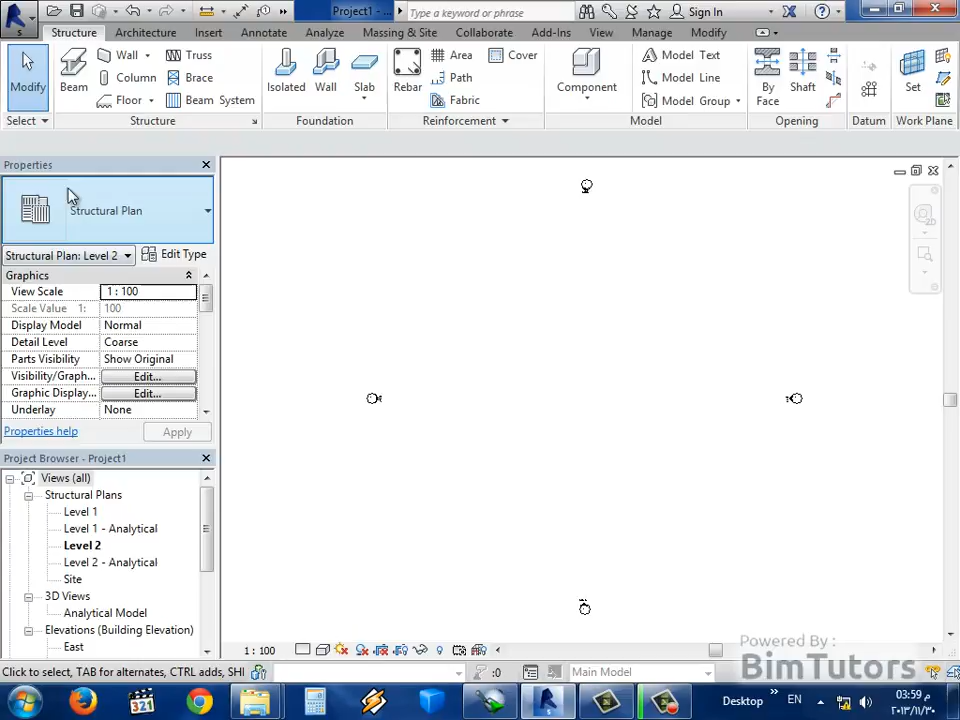 Project1 - ...
Type a keyword or phrase
Sign In
Structure
Architecture
Insert
Annotate
Analyze
Massing & Site
Collaborate
Add-Ins
View
Manage
Modify
Modify
Select
Beam
Wall
Column
Floor
Truss
Brace
Beam System
Structure
Isolated
Wall
Slab
Foundation
Rebar
Area
Path
Fabric
Cover
Reinforcement
Component
Model Text
Model Line
Model Group
Model
By Face
Shaft
Opening
Datum
Set
Work Plane
Properties
Structural Plan
Structural Plan: Level 2
Edit Type
Graphics
View Scale 1 : 100
Scale Value 1: 100
Display Model Normal
Detail Level Coarse
Parts Visibility Show Original
Visibility/Graph... Edit...
Graphic Display... Edit...
Underlay None
Properties help
Apply
Project Browser - Project1
Views (all)
Structural Plans
Level 1
Level 1 - Analytical
Level 2
Level 2 - Analytical
Site
3D Views
Analytical Model
Elevations (Building Elevation)
East
2D
1 : 100
Powered By :
BimTutors
Click to select, TAB for alternates, CTRL adds, SHI
:0
Main Model
321
Desktop
EN
03:59 م
٢٠١٣/١١/٣٠